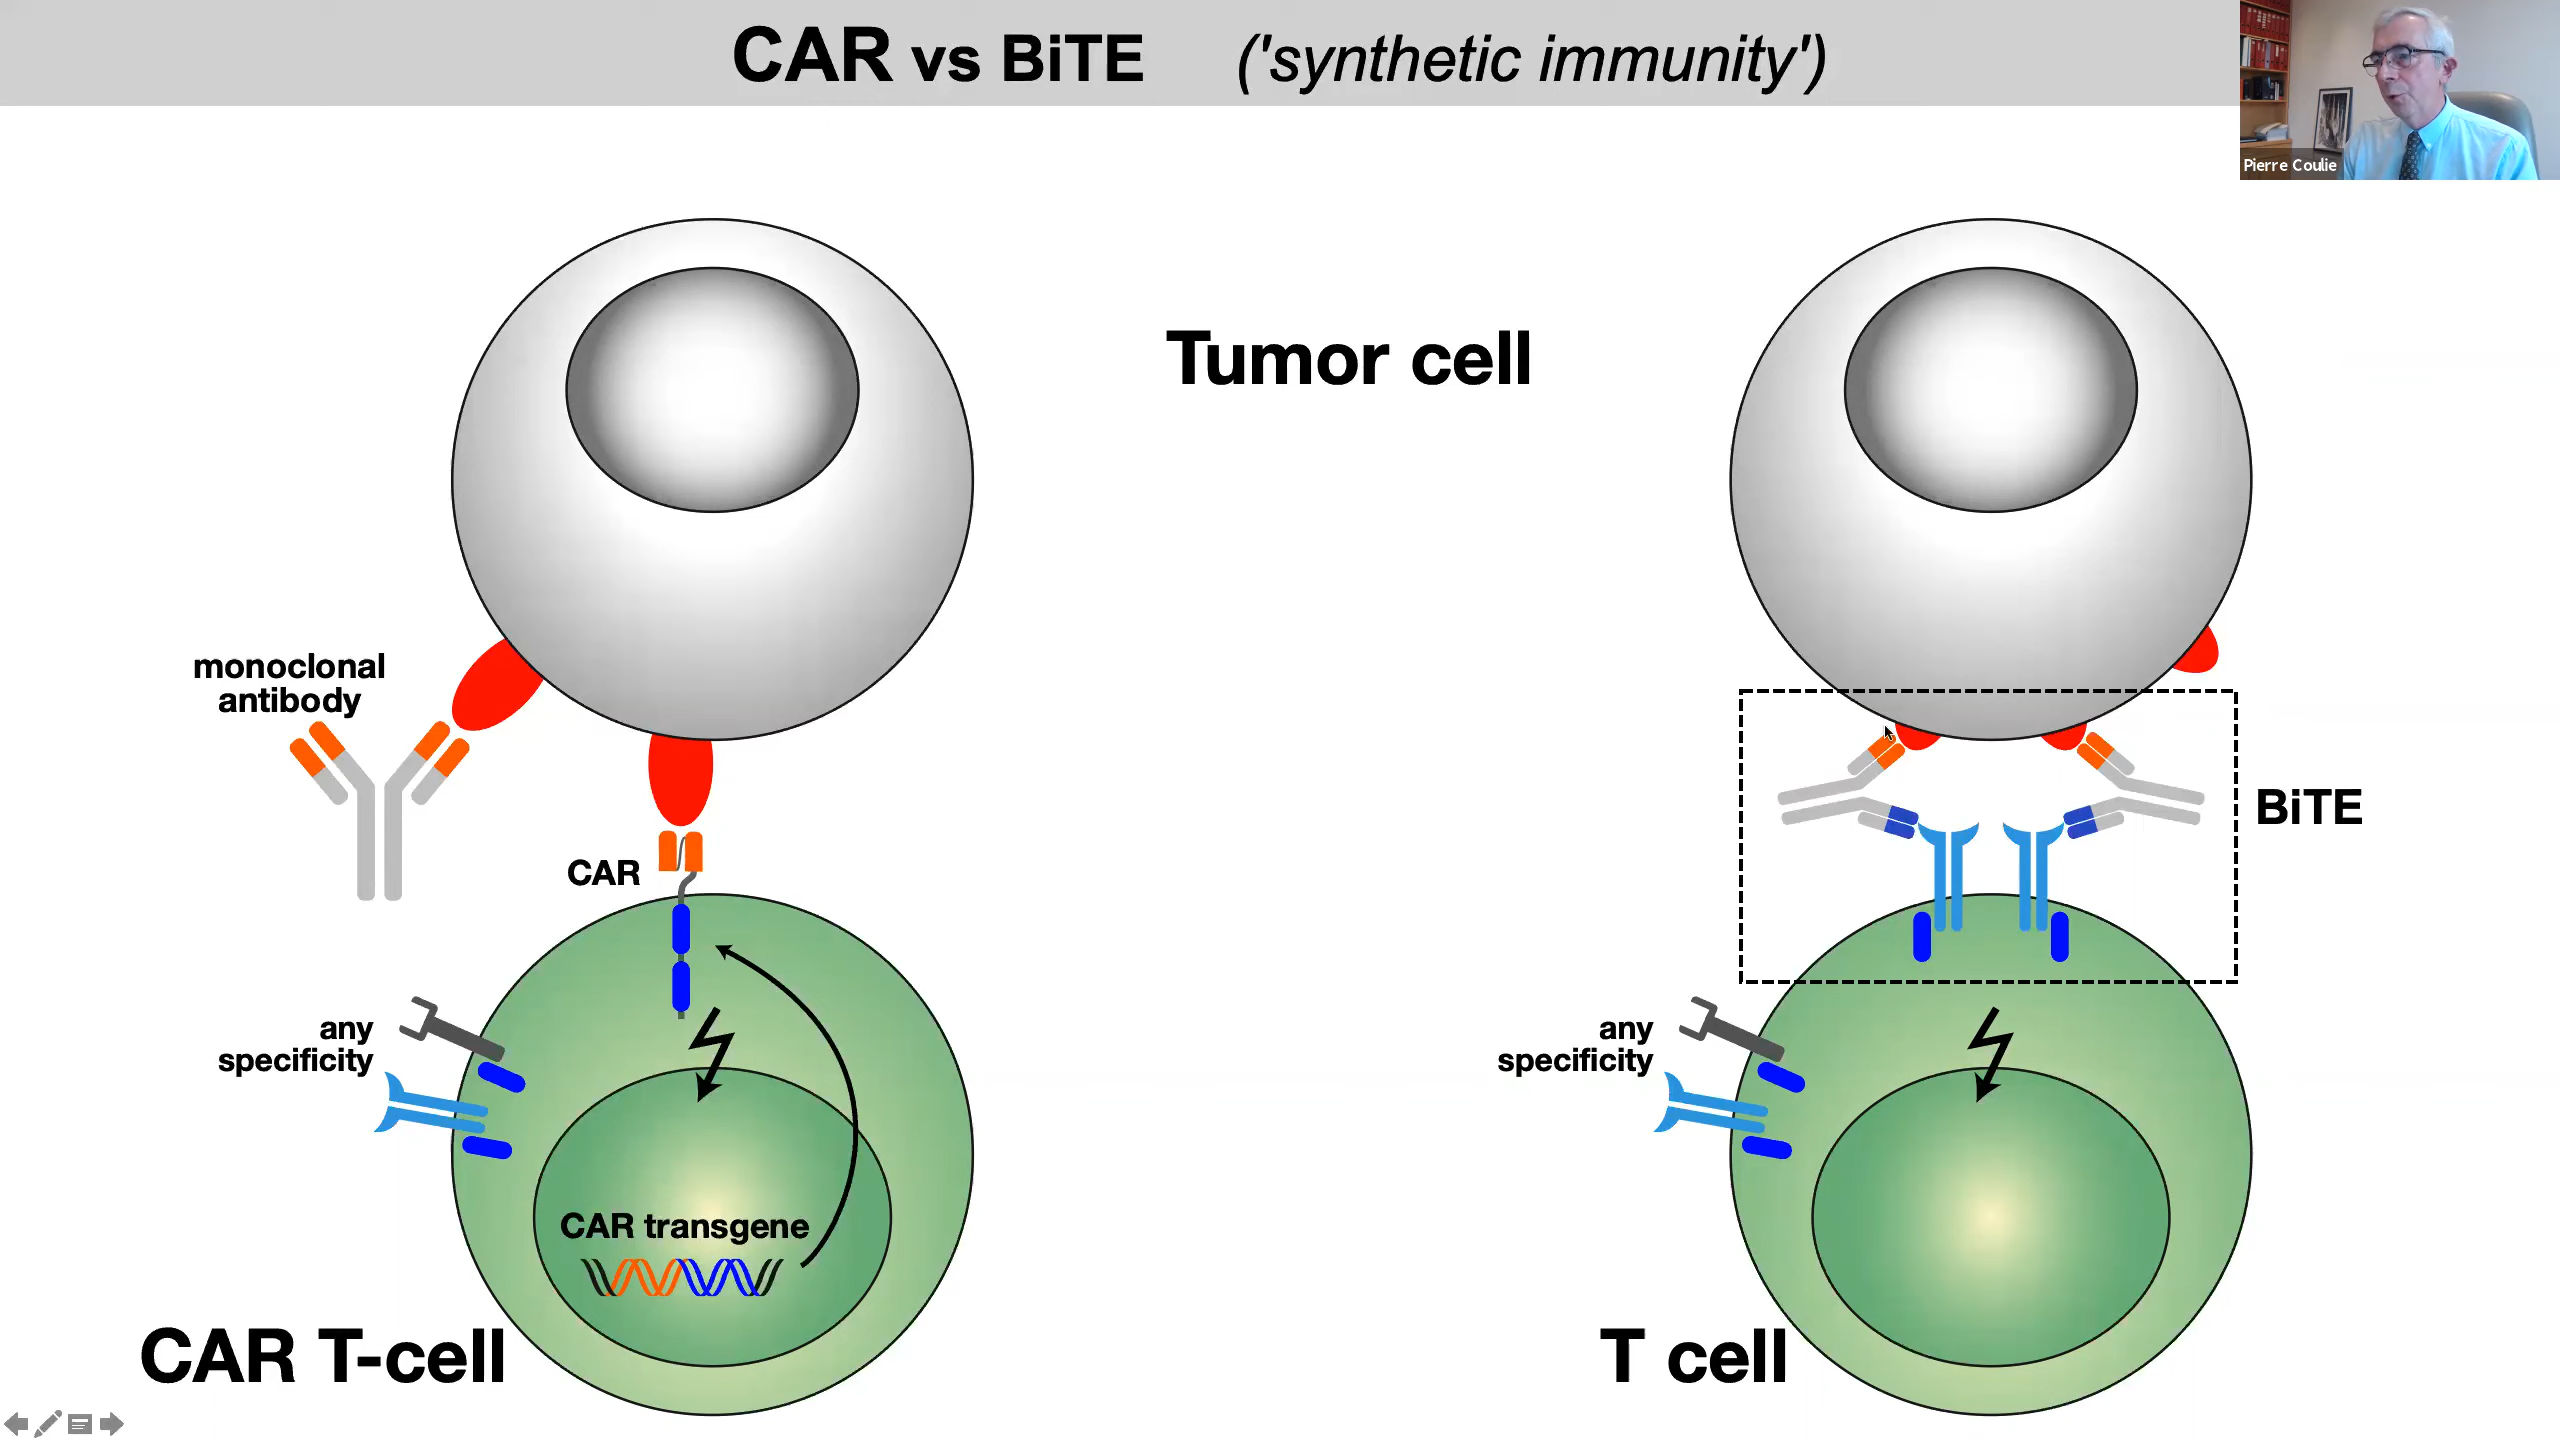 CAR vs BiTE ('synthetic immunity')
Pierre Coulie
Tumor cell
monoclonal
antibody
CAR
BiTE
any
specificity
any
specificity
CAR transgene
CAR T-cell
T cell